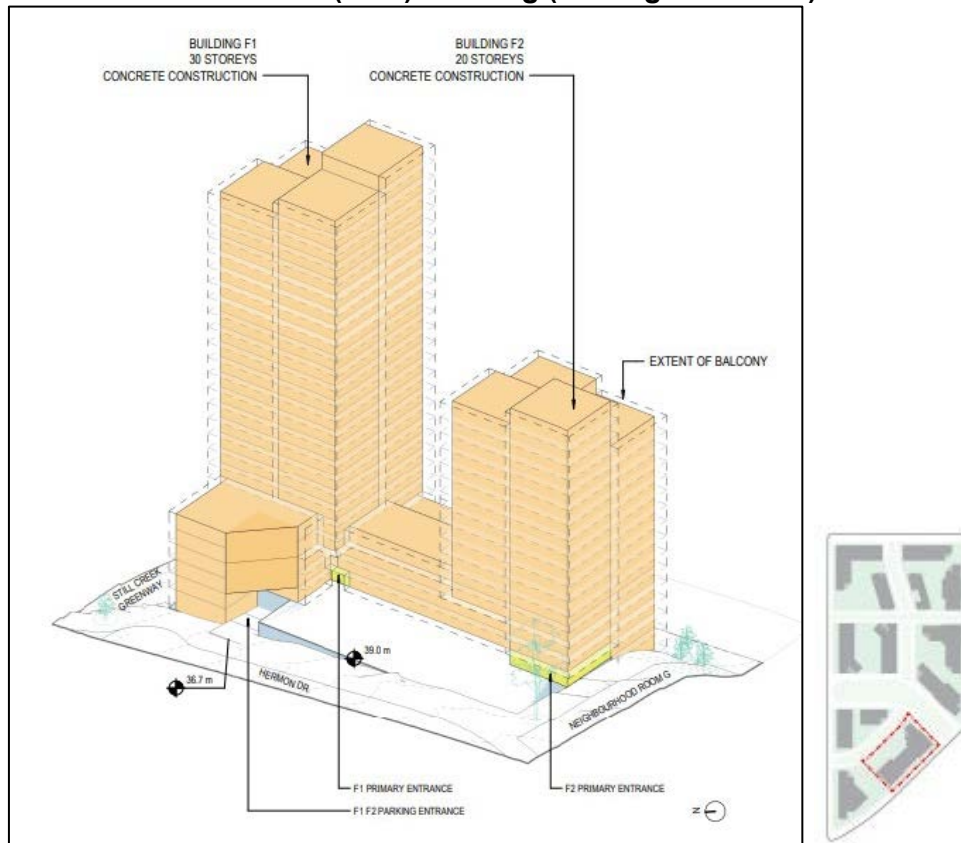 BUILDING F1
30 STOREYS
CONCRETE CONSTRUCTION
BUILDING F2
20 STOREYS
CONCRETE CONSTRUCTION
EXTENT OF BALCONY
STILL CREEK
GREENWAY
39.0 m
36.7 m
HERMON DR.
NEIGHBOURHOOD ROOM G
F1 PRIMARY ENTRANCE
F2 PRIMARY ENTRANCE
F1 F2 PARKING ENTRANCE
N